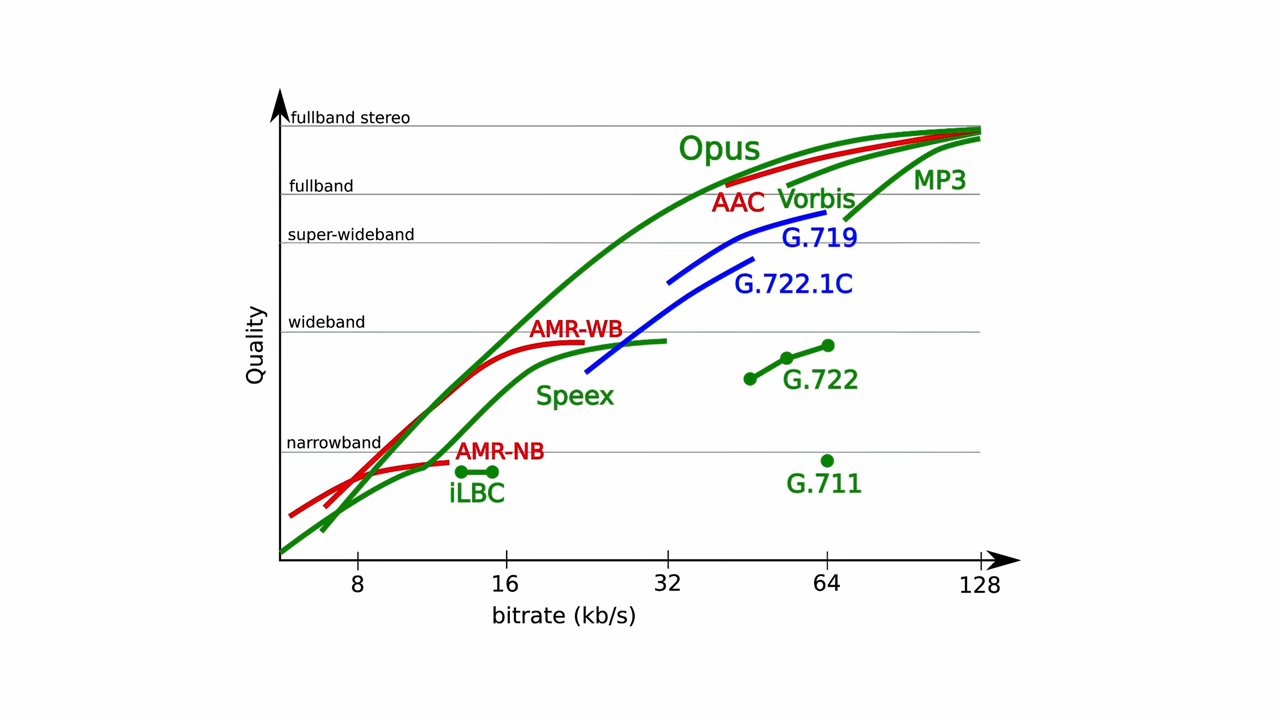 fullband stereo
Opus
MP3
fullband
AAC
Vorbis
super-wideband
G.719
G.722.1C
wideband
AMR-WB
Quality
G.722
Speex
narrowband
AMR-NB
G.711
iLBC
8 16 32 64 128
bitrate (kb/s)